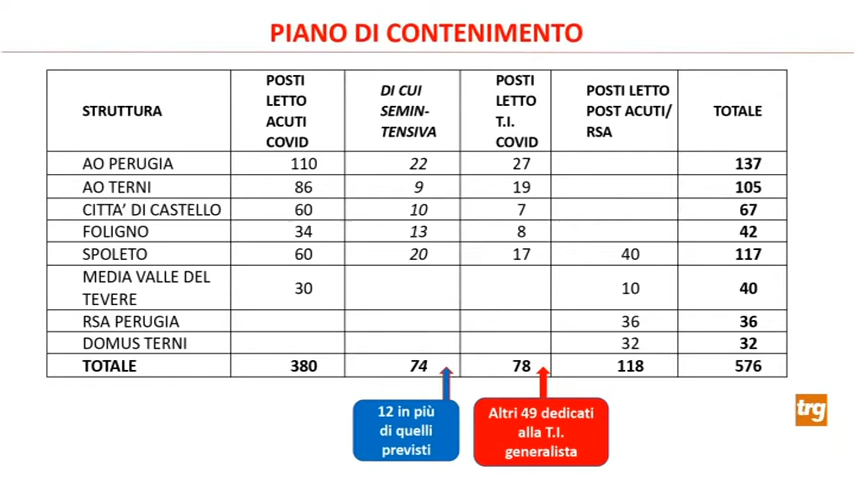 PIANO DI CONTENIMENTO
STRUTTURA
POSTI
LETTO
ACUTI
COVID
DI CUI
SEMIN-
TENSIVA
POSTI
LETTO
T.I.
COVID
POSTI LETTO
POST ACUTI/
RSA
TOTALE
AO PERUGIA 110 22 27 137
AO TERNI 86 9 19 105
CITTA’ DI CASTELLO 60 10 7 67
FOLIGNO 34 13 8 42
SPOLETO 60 20 17 40 117
MEDIA VALLE DEL
TEVERE 30 10 40
RSA PERUGIA 36 36
DOMUS TERNI 32 32
TOTALE 380 74 78 118 576
12 in più
di quelli
previsti
Altri 49 dedicati
alla T.I.
generalista
trg